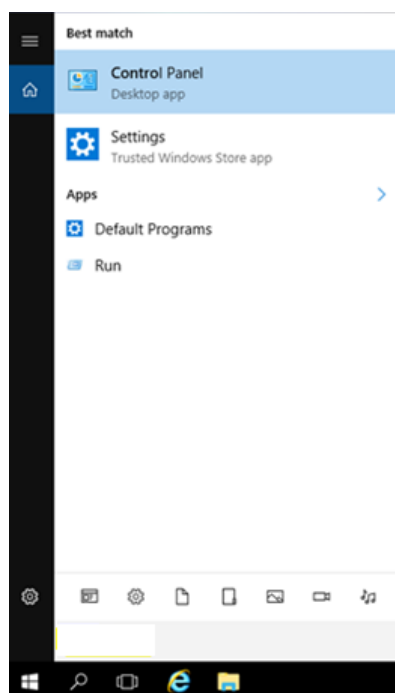 Best match
Control Panel
Desktop app
Settings
Trusted Windows Store app
Apps
Default Programs
Run